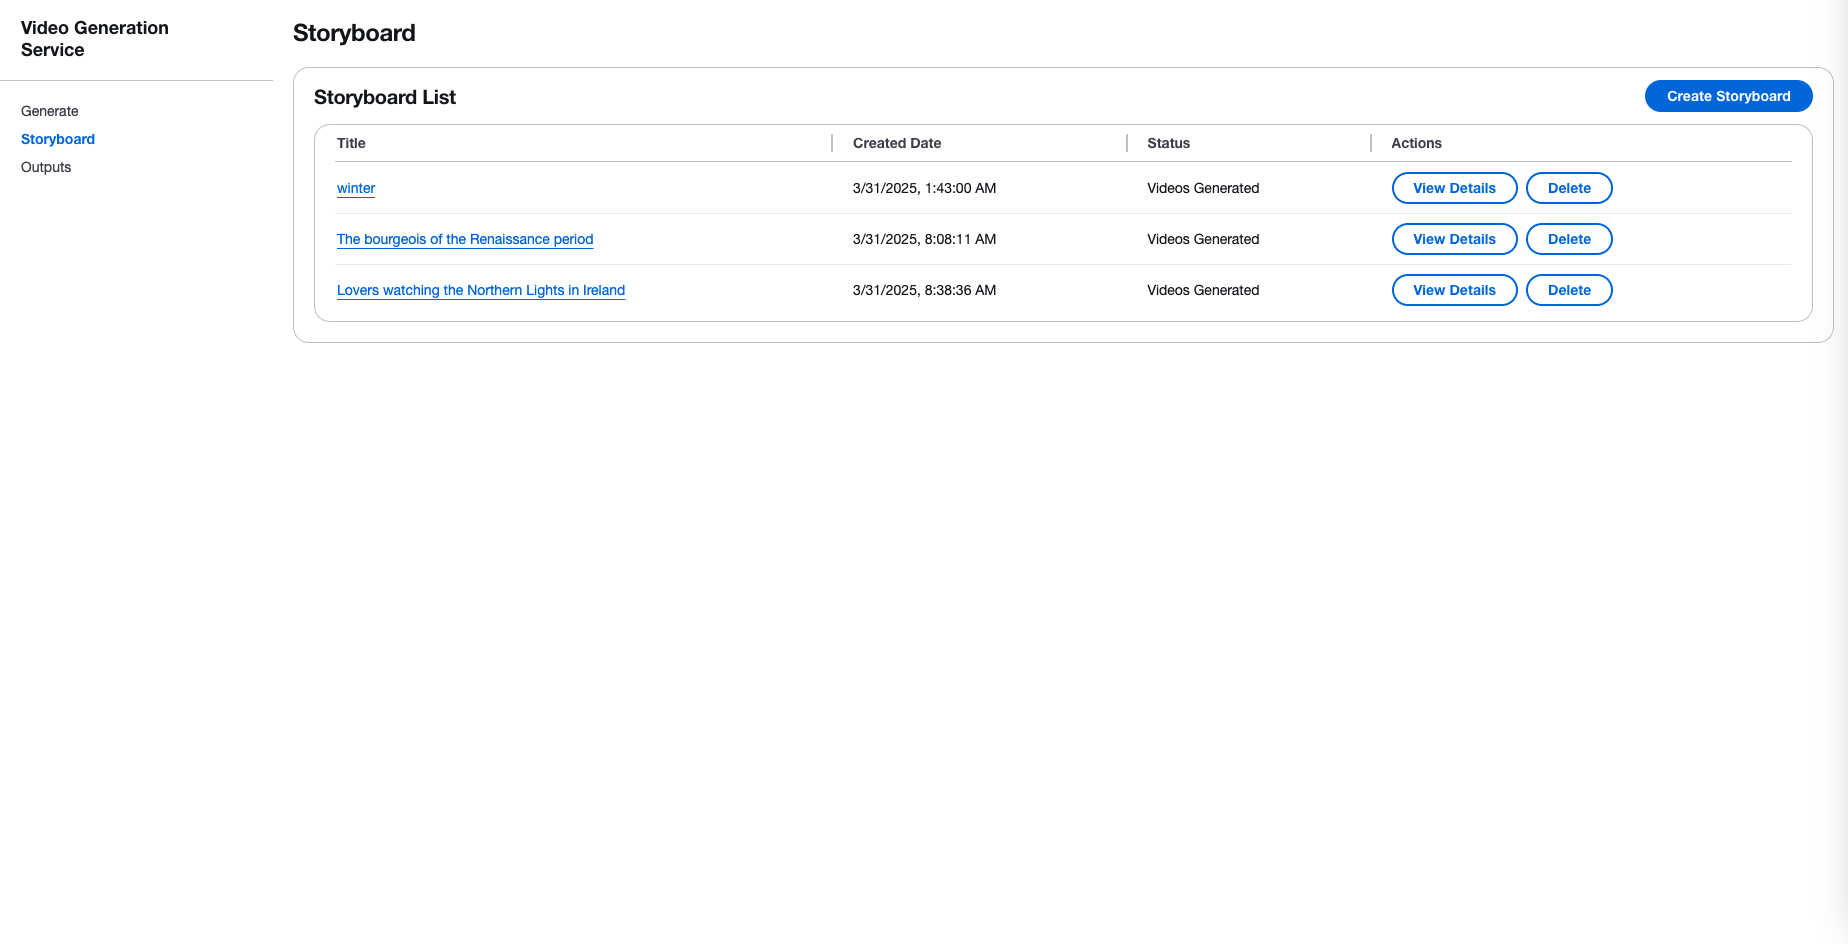 Video Generation
Service
Generate
Storyboard
Outputs
Storyboard
Storyboard List
Create Storyboard
Title Created Date Status Actions
winter 3/31/2025, 1:43:00 AM Videos Generated View Details Delete
The bourgeois of the Renaissance period 3/31/2025, 8:08:11 AM Videos Generated View Details Delete
Lovers watching the Northern Lights in Ireland 3/31/2025, 8:38:36 AM Videos Generated View Details Delete